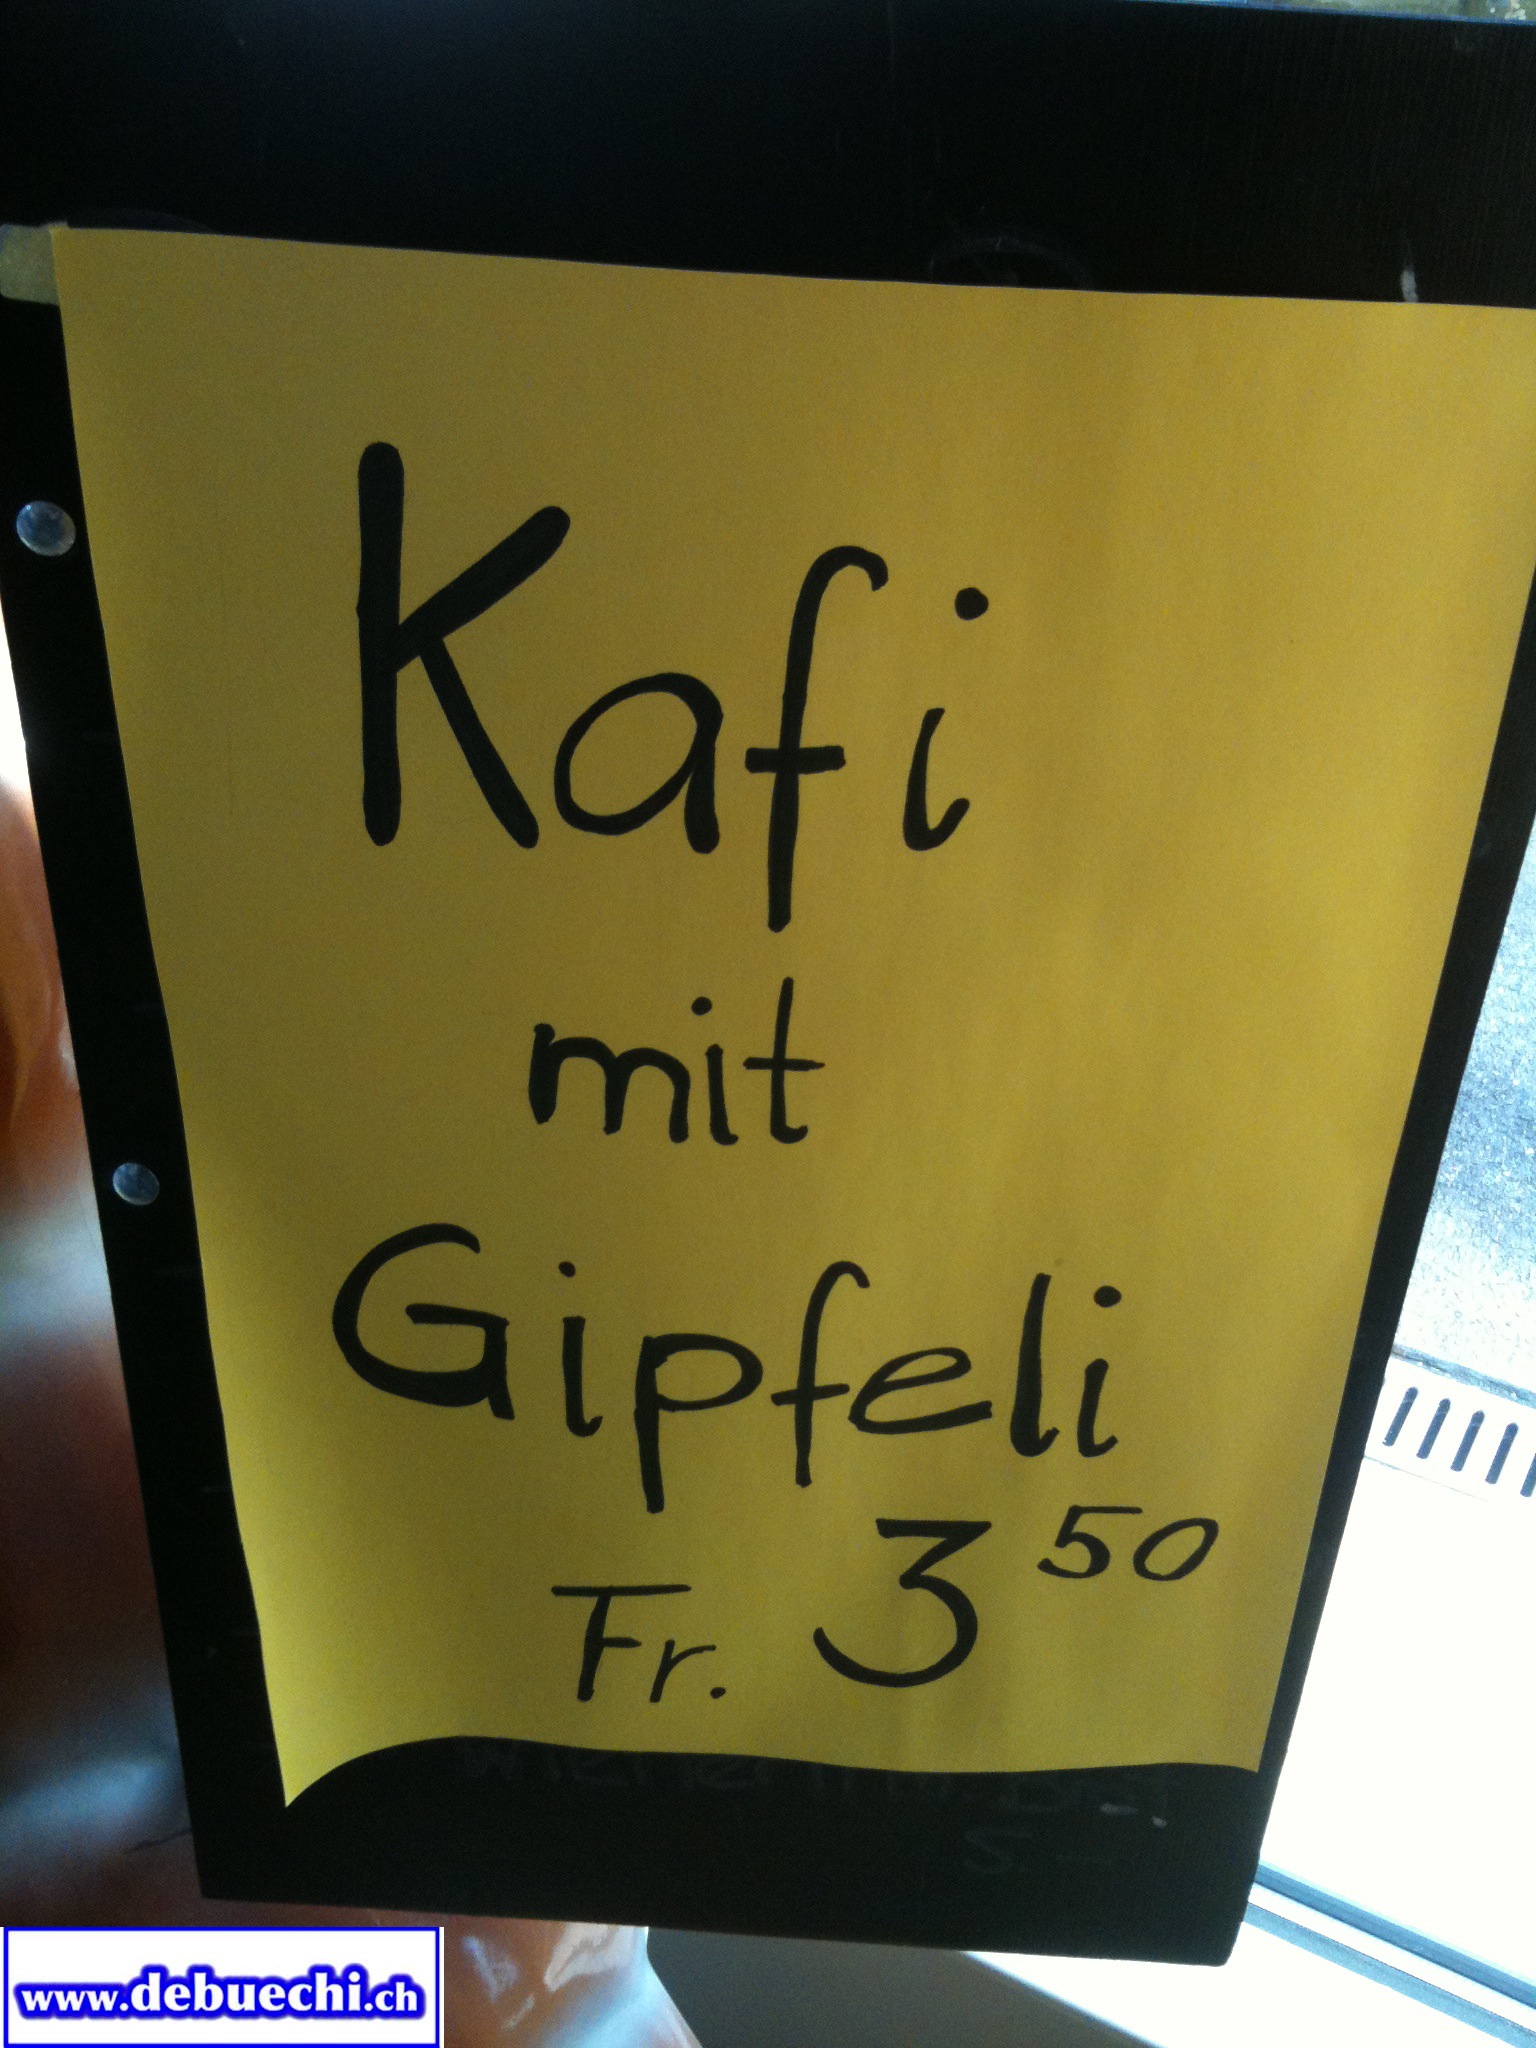 Kafi
mit
Gipfeli
Fr. 3 50
www.debuechi.ch